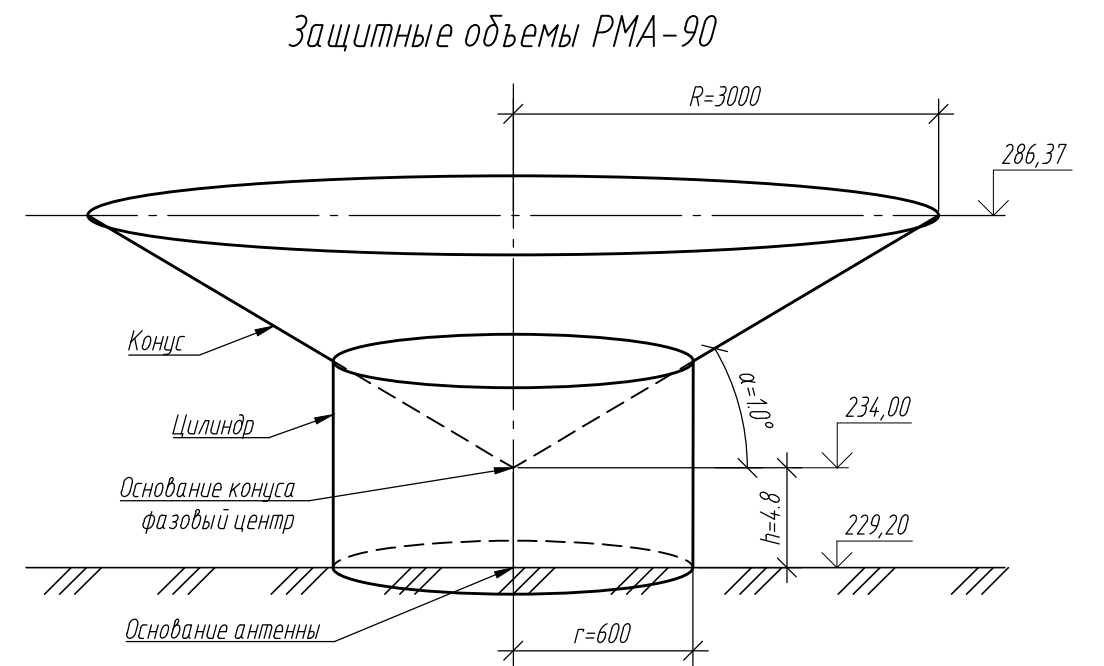 Защитные объемы РМА-90
R=3000
286,37
Конус
α=1.0°
Цилиндр
234,00
Основание конуса
фазовый центр
h=4.8
229,20
Основание антенны
r=600